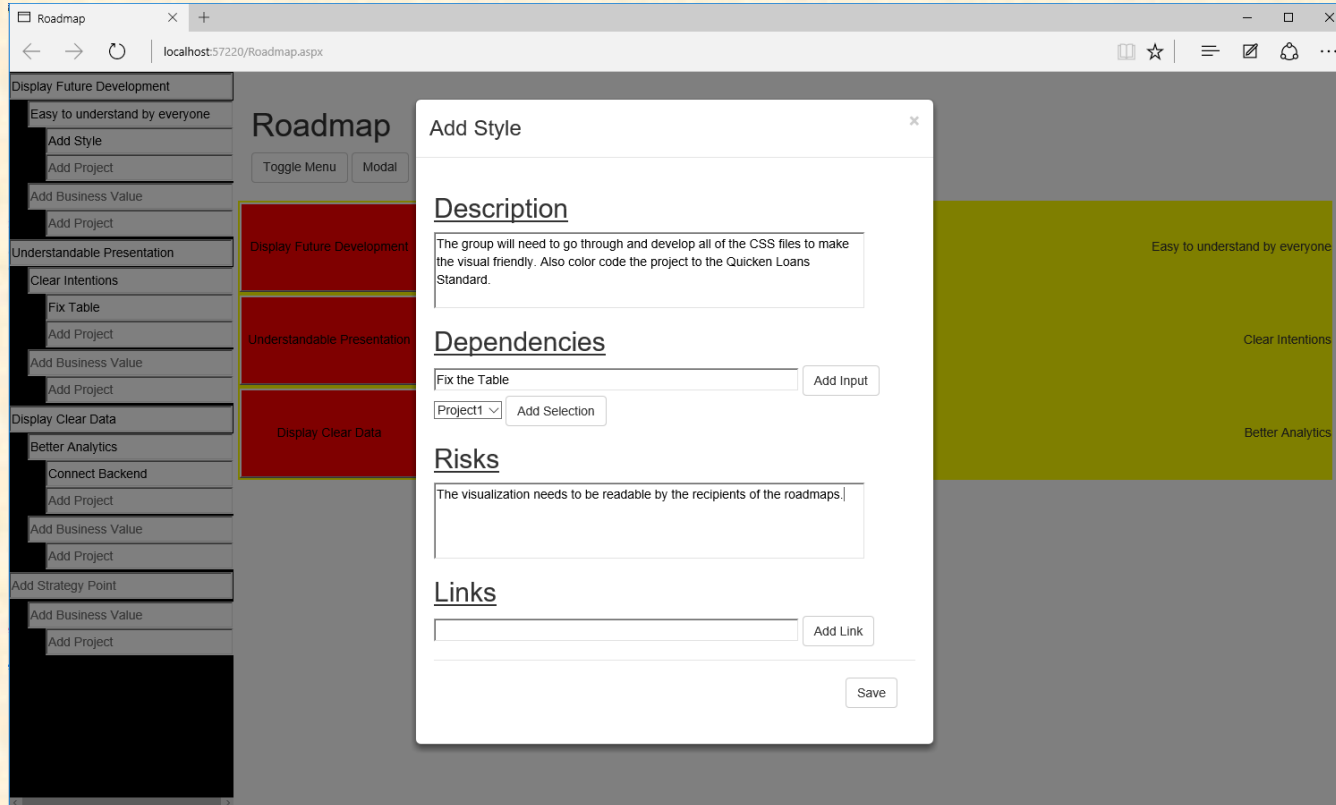 Roadmap
localhost:57220/Roadmap.aspx
Display Future Development
Easy to understand by everyone
Add Style
Add Project
Add Business Value
Add Project
Understandable Presentation
Clear Intentions
Fix Table
Add Project
Add Business Value
Add Project
Display Clear Data
Better Analytics
Connect Backend
Add Project
Add Business Value
Add Project
Add Strategy Point
Add Business Value
Add Project
Roadmap
Toggle Menu
Modal
Display Future Development
Easy to understand by everyone
Understandable Presentation
Clear Intentions
Display Clear Data
Better Analytics
Add Style
Description
The group will need to go through and develop all of the CSS files to make
the visual friendly. Also color code the project to the Quicken Loans
Standard.
Dependencies
Fix the Table
Add Input
Project1
Add Selection
Risks
The visualization needs to be readable by the recipients of the roadmaps.
Links
Add Link
Save